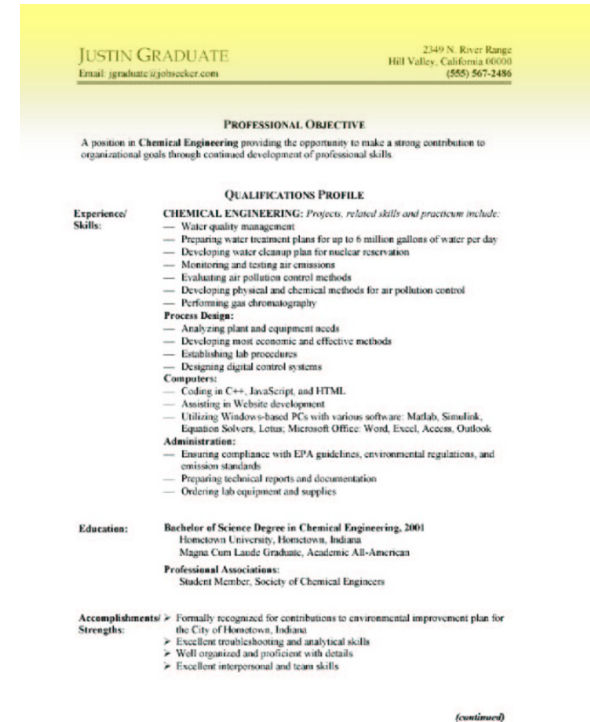 JUSTIN GRADUATE
Email: jgraduate@jobseeker.com
2349 N. River Range
Hill Valley, California 00000
(555) 567-2486
PROFESSIONAL OBJECTIVE
A position in Chemical Engineering providing the opportunity to make a strong contribution to
organizational goals through continued development of professional skills.
QUALIFICATIONS PROFILE
Experience/
Skills:
CHEMICAL ENGINEERING: Projects, related skills and practicum include:
— Water quality management
— Preparing water treatment plans for up to 6 million gallons of water per day
— Developing water cleanup plan for nuclear reservation
— Monitoring and testing air emissions
— Evaluating air pollution control methods
— Developing physical and chemical methods for air pollution control
— Performing gas chromatography
Process Design:
— Analyzing plant and equipment needs
— Developing most economic and effective methods
— Establishing lab procedures
— Designing digital control systems
Computers:
— Coding in C++, JavaScript, and HTML
— Assisting in Website development
— Utilizing Windows-based PCs with various software: Matlab, Simulink,
Equation Solvers, Lotus; Microsoft Office: Word, Excel, Access, Outlook
Administration:
— Ensuring compliance with EPA guidelines, environmental regulations, and
emission standards
— Preparing technical reports and documentation
— Ordering lab equipment and supplies
Education:
Bachelor of Science Degree in Chemical Engineering, 2001
Hometown University, Hometown, Indiana
Magna Cum Laude Graduate, Academic All-American
Professional Associations:
Student Member, Society of Chemical Engineers
Accomplishments/
Strengths:
➢ Formally recognized for contributions to environmental improvement plan for
the City of Hometown, Indiana
➢ Excellent troubleshooting and analytical skills
➢ Well organized and proficient with details
➢ Excellent interpersonal and team skills
(continued)